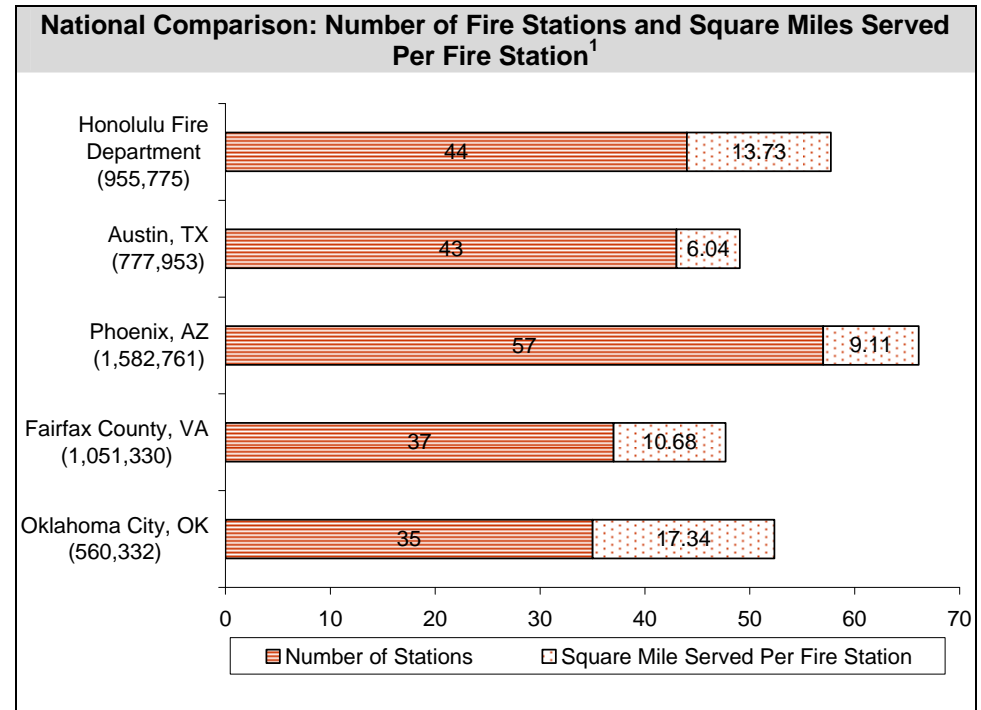 National Comparison: Number of Fire Stations and Square Miles Served
Per Fire Station1
Honolulu Fire
Department
(955,775)
44
13.73
Austin, TX
(777,953)
43
6.04
Phoenix, AZ
(1,582,761)
57
9.11
Fairfax County, VA
(1,051,330)
37
10.68
Oklahoma City, OK
(560,332)
35
17.34
0 10 20 30 40 50 60 70
Number of Stations
Square Mile Served Per Fire Station